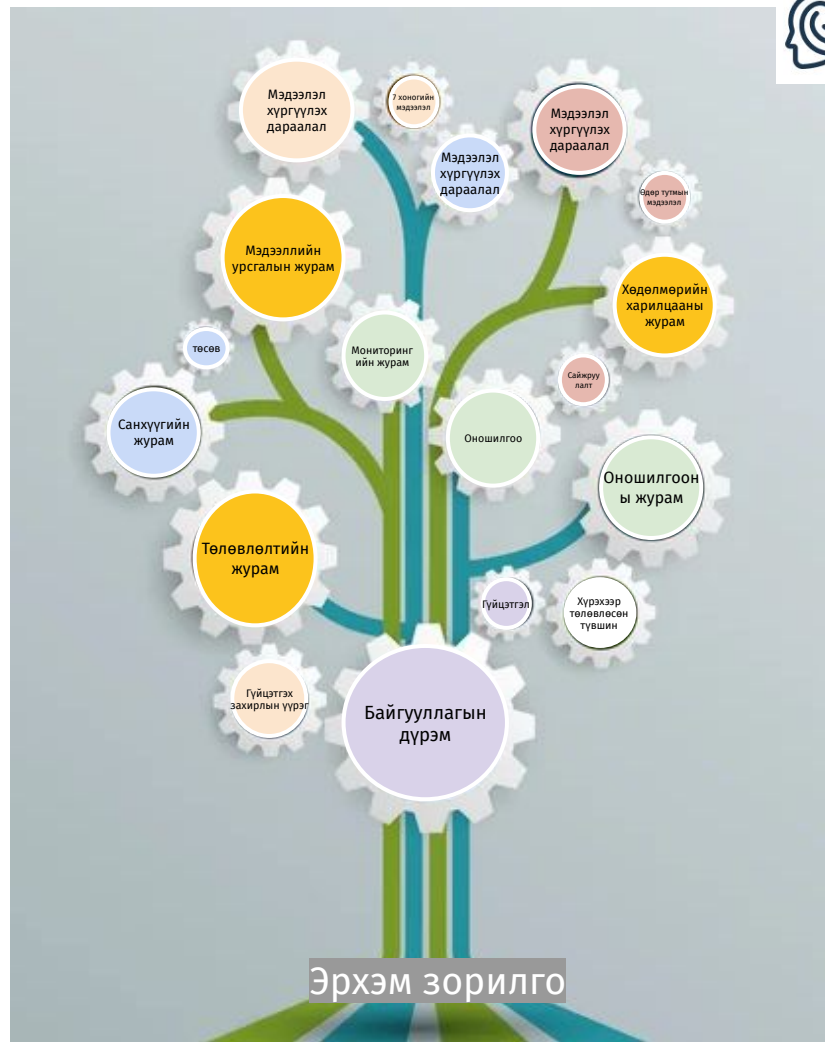 Мэдээлэл
хүргүүлэх
дараалал
7 хоногийн
мэдээлэл
Мэдээлэл
хүргүүлэх
дараалал
Мэдээлэл
хүргүүлэх
дараалал
Өдөр тутмын
мэдээлэл
Мэдээллийн
урсгалын журам
Хөдөлмөрийн
харилцааны
журам
төсөв
Мониторинг
ийн журам
Сайжруу
лалт
Санхүүгийн
журам
Оношилгоо
Оношилгоон
ы журам
Төлөвлөлтийн
журам
Гүйцэтгэл
Хүрэхээр
төлөвлөсөн
түвшин
Гүйцэтгэх
захирлын үүрэг
Байгууллагын
дүрэм
Эрхэм зорилго